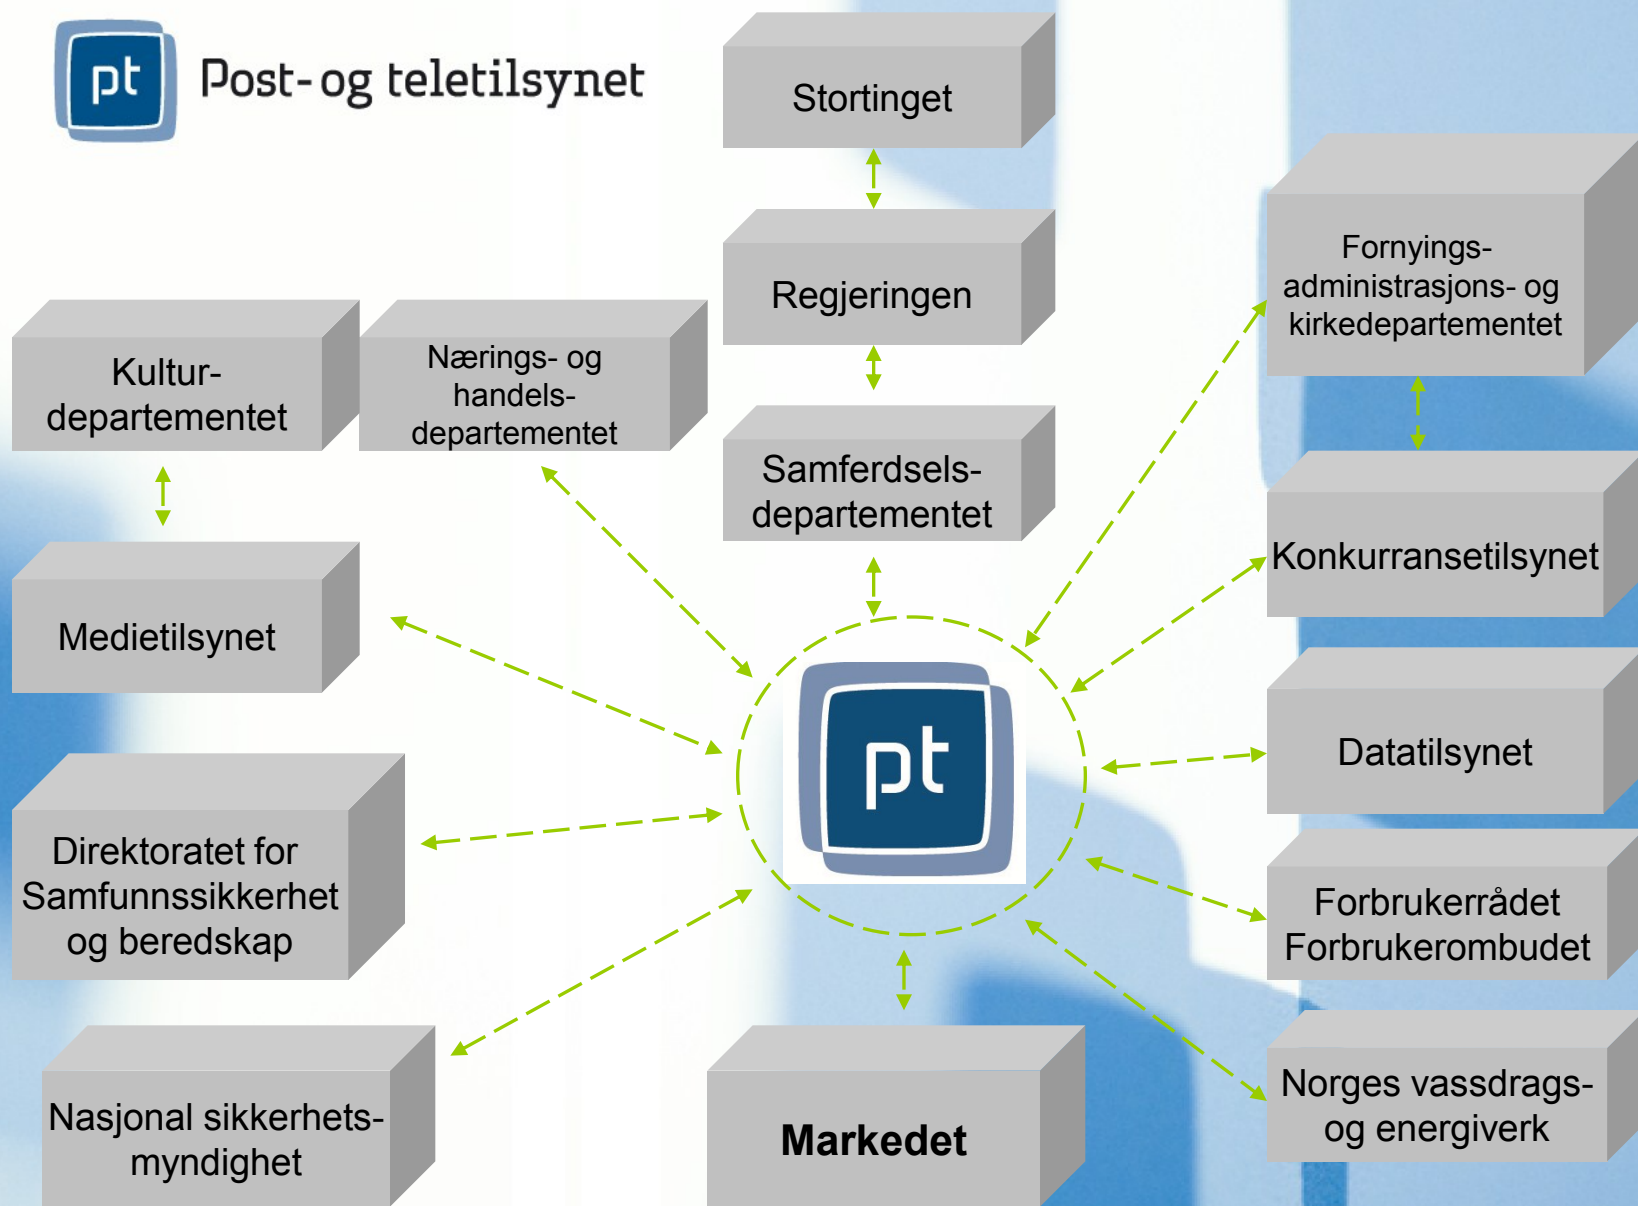 pt
Post- og teletilsynet
Stortinget
Regjeringen
Fornyings-
administrasjons- og
kirkedepartementet
Kultur-
departementet
Nærings- og
handels-
departementet
Samferdsels-
departementet
Konkurransetilsynet
Medietilsynet
pt
Datatilsynet
Direktoratet for
Samfunnssikkerhet
og beredskap
Forbrukerrådet
Forbrukerombudet
Nasjonal sikkerhets-
myndighet
Markedet
Norges vassdrags-
og energiverk